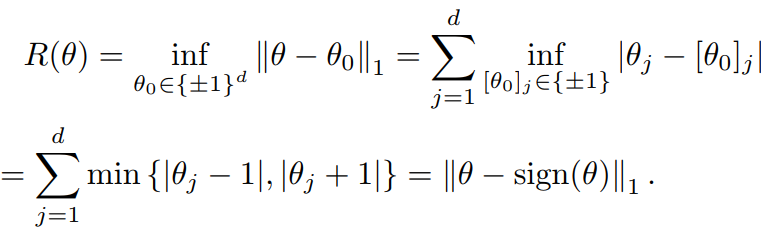 R(θ) = inf_{θ_0∈{±1}^d} ‖θ − θ_0‖_1 = ∑_{j=1}^{d} inf_{[θ_0]_j∈{±1}} |θ_j − [θ_0]_j|
= ∑_{j=1}^{d} min {|θ_j − 1|, |θ_j + 1|} = ‖θ − sign(θ)‖_1 .